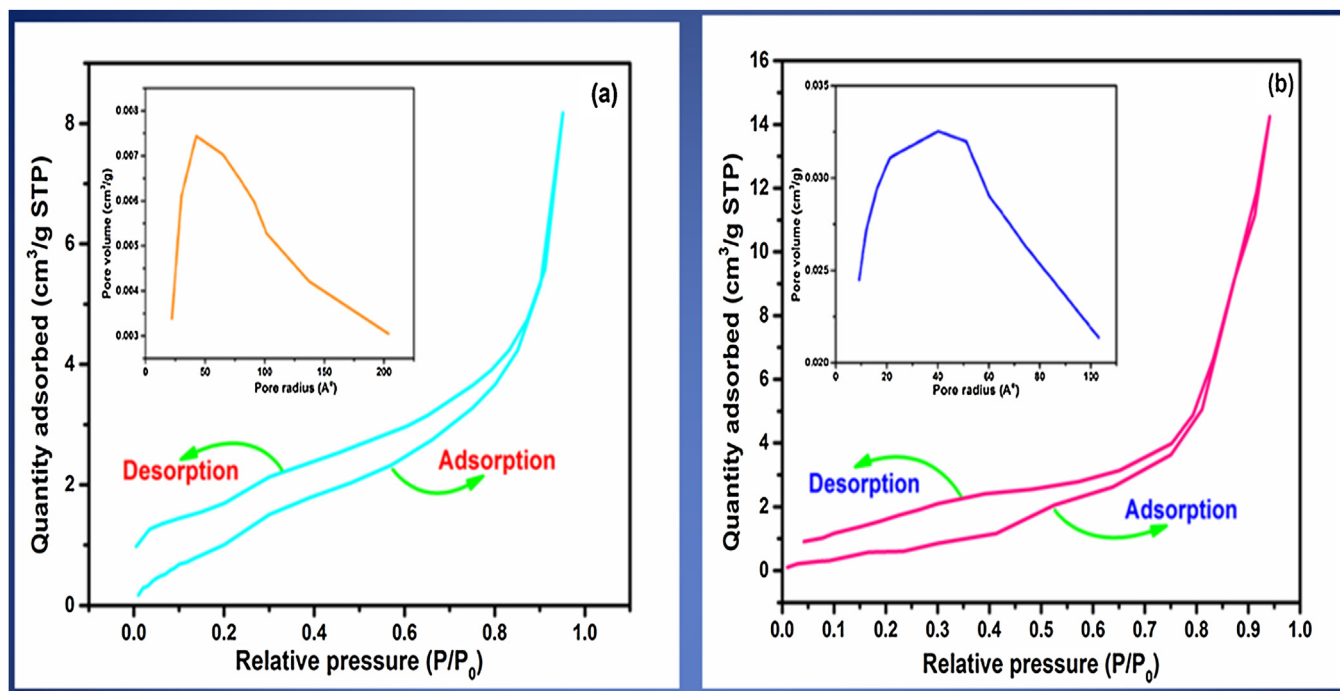 (a)
Quantity adsorbed (cm³/g STP)
8
6
4
2
0
0.0 0.2 0.4 0.6 0.8 1.0
Relative pressure (P/P₀)
Desorption
Adsorption
Pore volume (cm³/g)
0.008
0.007
0.006
0.005
0.004
0.003
0 50 100 150 200
Pore radius (A°)
(b)
Quantity adsorbed (cm³/g STP)
16
14
12
10
8
6
4
2
0
0.0 0.1 0.2 0.3 0.4 0.5 0.6 0.7 0.8 0.9 1.0
Relative pressure (P/P₀)
Desorption
Adsorption
Pore volume (cm³/g)
0.035
0.030
0.025
0.020
0 20 40 60 80 100
Pore radius (A°)